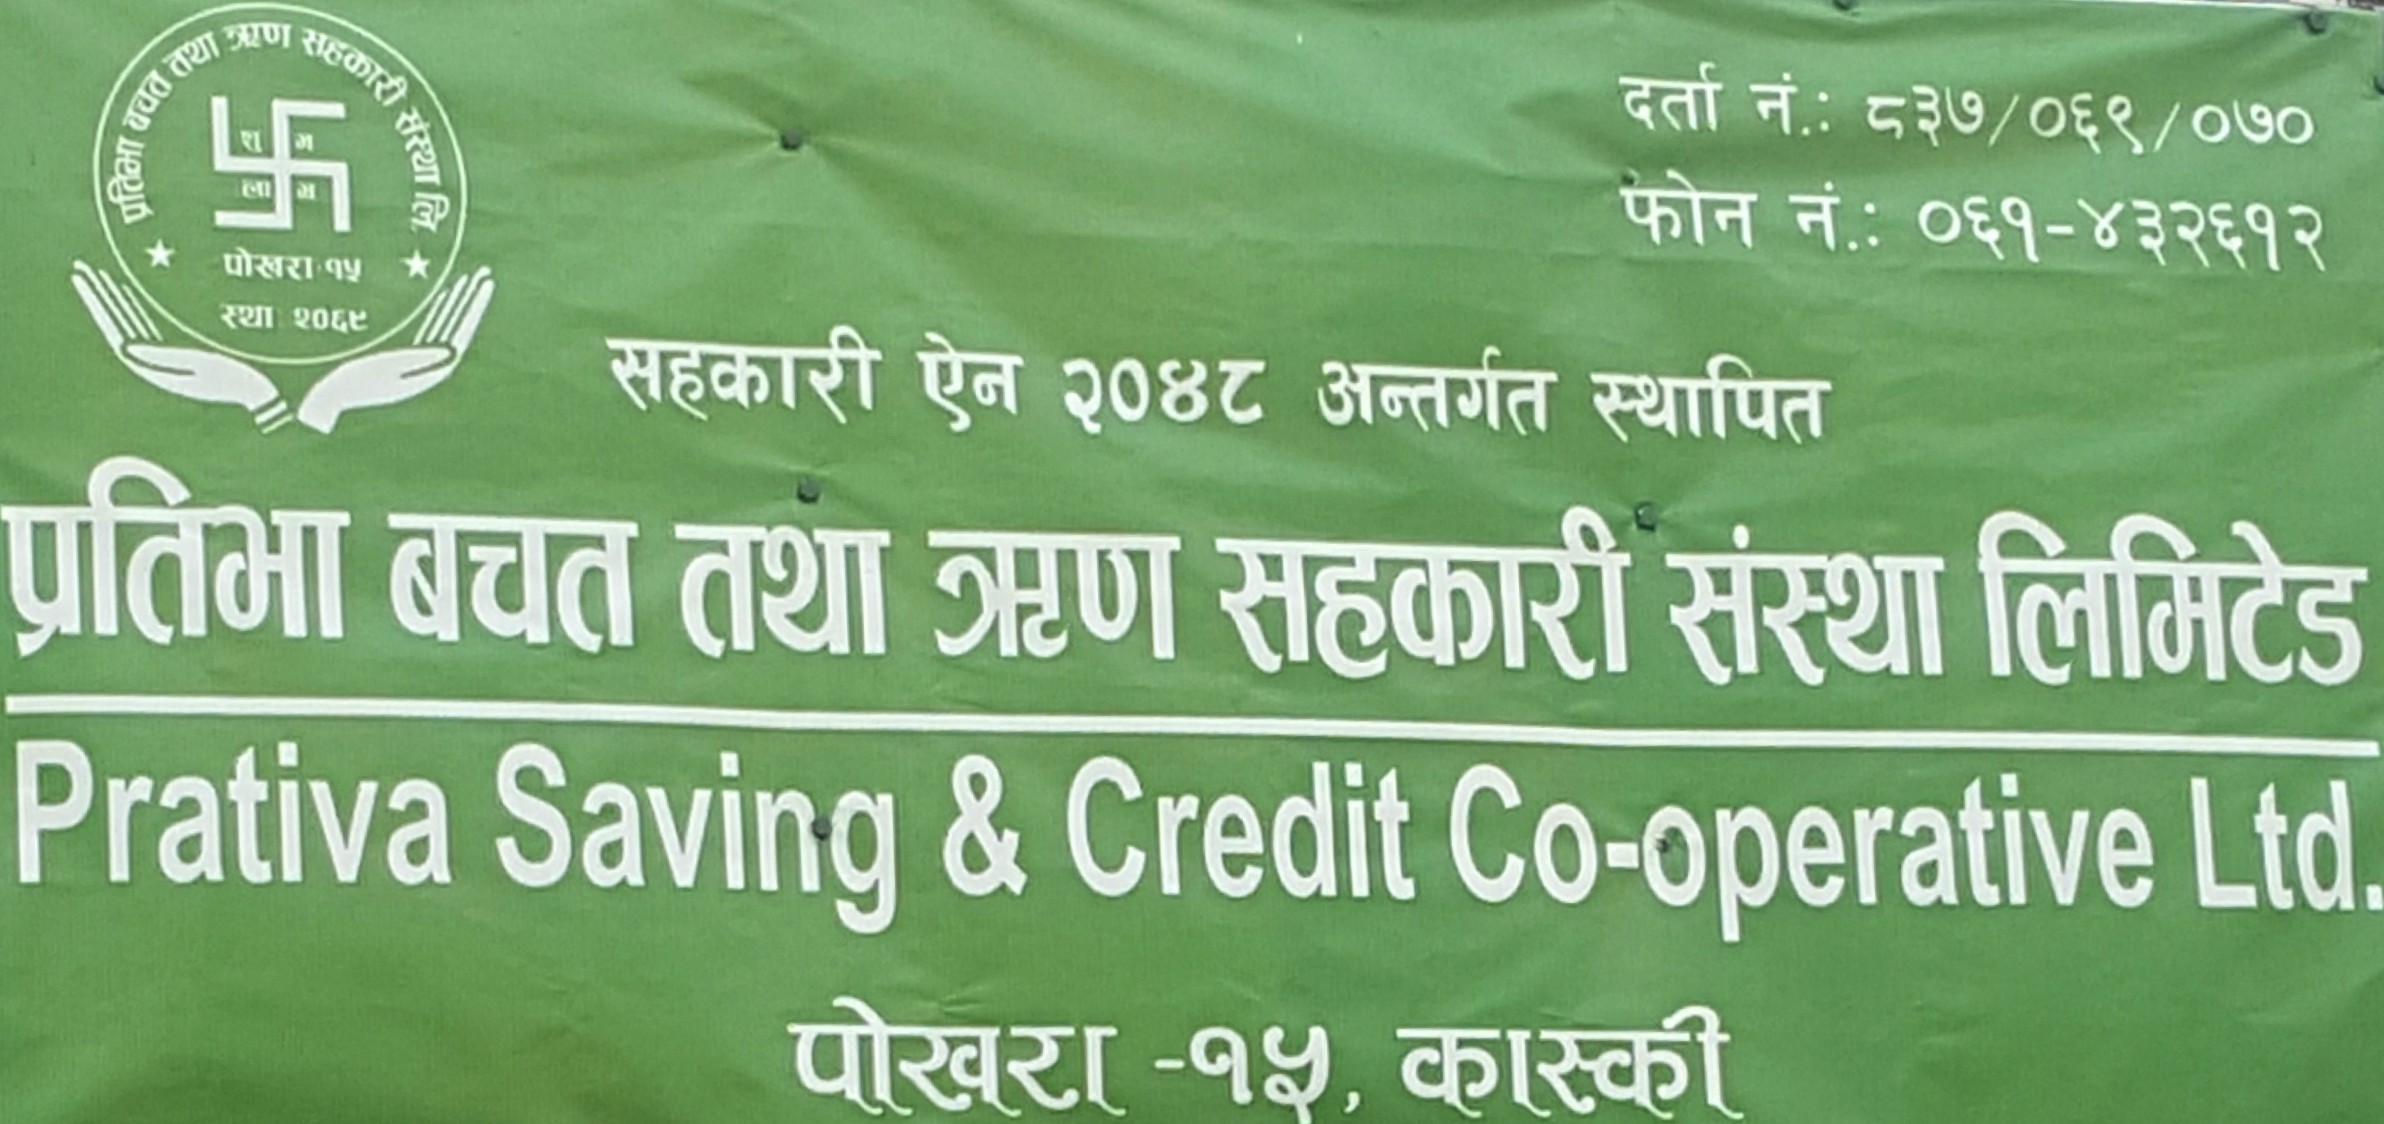 प्रतिभा बचत तथा ऋण सहकारी संस्था लि.
शु भ
ला भ
पोखरा-१५
स्था २०६९
दर्ता नं.: ८३७/०६९/०७०
फोन नं.: ०६१-४३२६१२
सहकारी ऐन २०४८ अन्तर्गत स्थापित
प्रतिभा बचत तथा ऋण सहकारी संस्था लिमिटेड
Prativa Saving & Credit Co-operative Ltd.
पोखरा -१५, कास्की